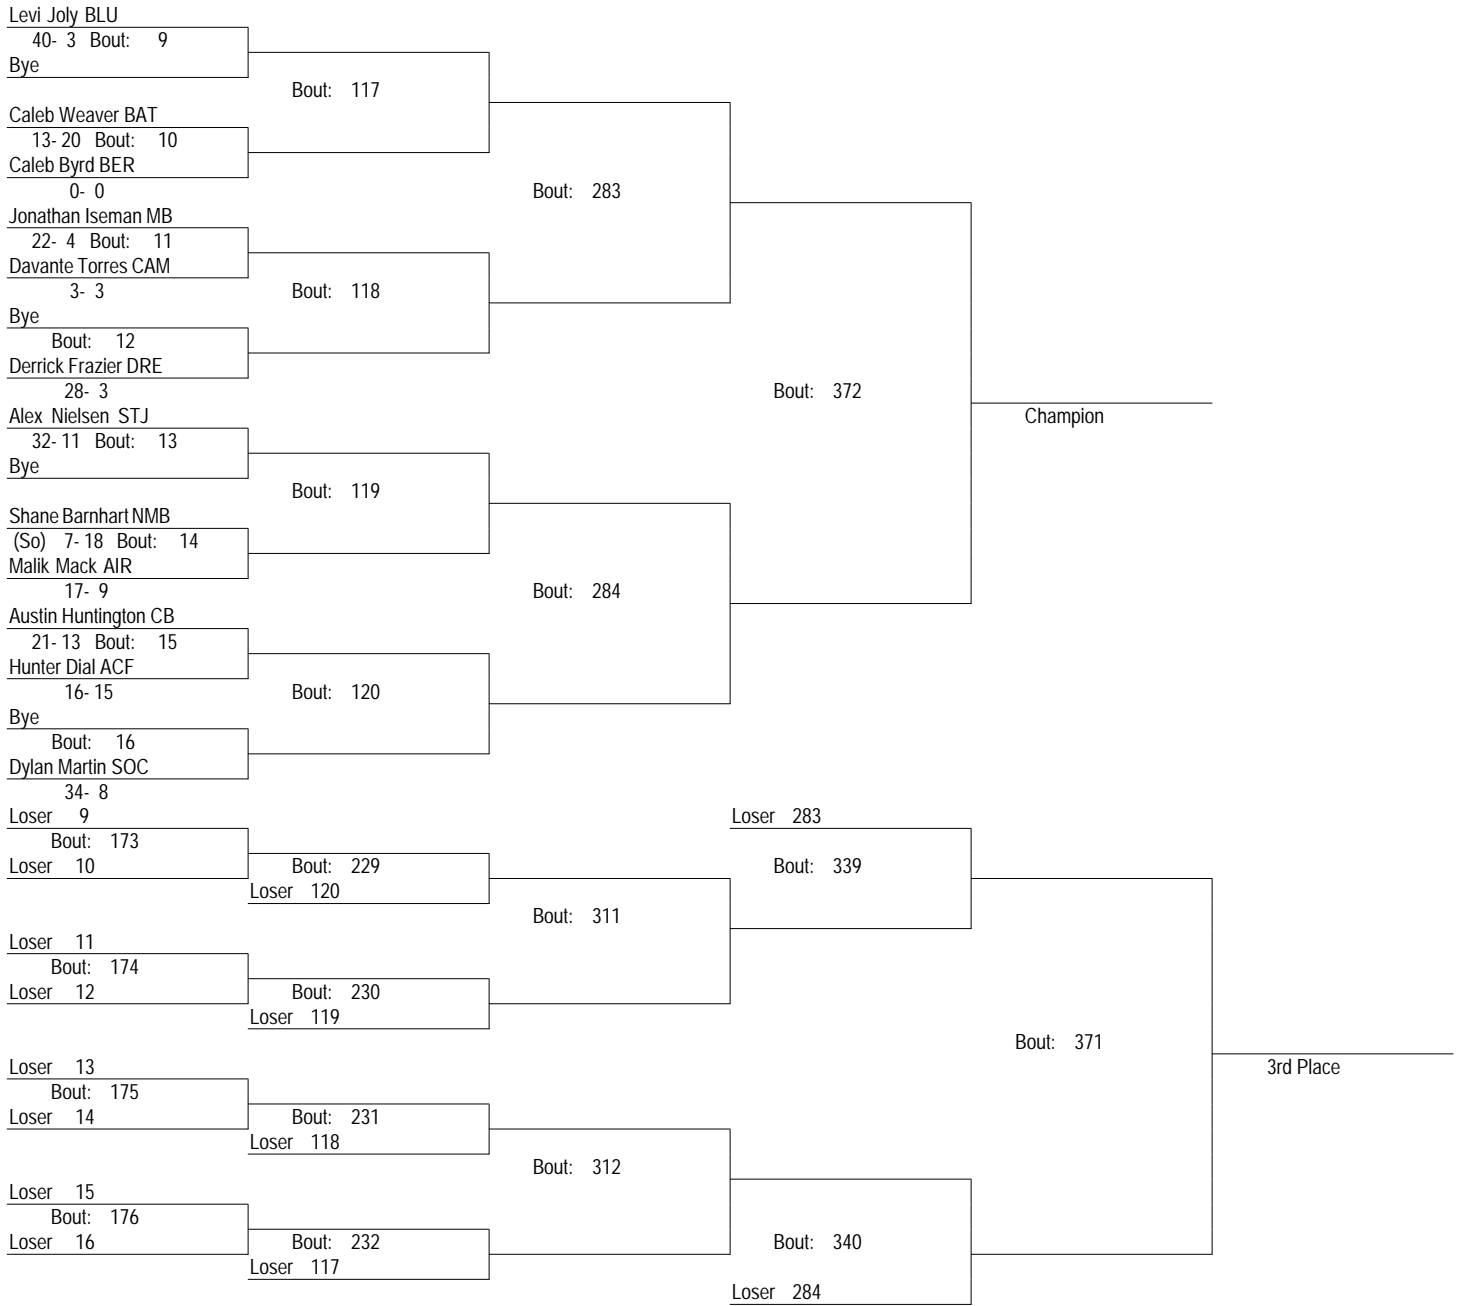 Levi Joly BLU
40- 3 Bout: 9
Bye
Bout: 117
Caleb Weaver BAT
13- 20 Bout: 10
Caleb Byrd BER
0- 0
Bout: 283
Jonathan Iseman MB
22- 4 Bout: 11
Davante Torres CAM
3- 3
Bout: 118
Bye
Bout: 12
Derrick Frazier DRE
28- 3
Bout: 372
Champion
Alex Nielsen STJ
32- 11 Bout: 13
Bye
Bout: 119
Shane Barnhart NMB
(So) 7- 18 Bout: 14
Malik Mack AIR
17- 9
Bout: 284
Austin Huntington CB
21- 13 Bout: 15
Hunter Dial ACF
16- 15
Bout: 120
Bye
Bout: 16
Dylan Martin SOC
34- 8
Loser 9
Bout: 173
Loser 10
Bout: 229
Loser 120
Loser 283
Bout: 339
Bout: 311
Loser 11
Bout: 174
Loser 12
Bout: 230
Loser 119
Bout: 371
3rd Place
Loser 13
Bout: 175
Loser 14
Bout: 231
Loser 118
Bout: 312
Loser 15
Bout: 176
Loser 16
Bout: 232
Loser 117
Bout: 340
Loser 284